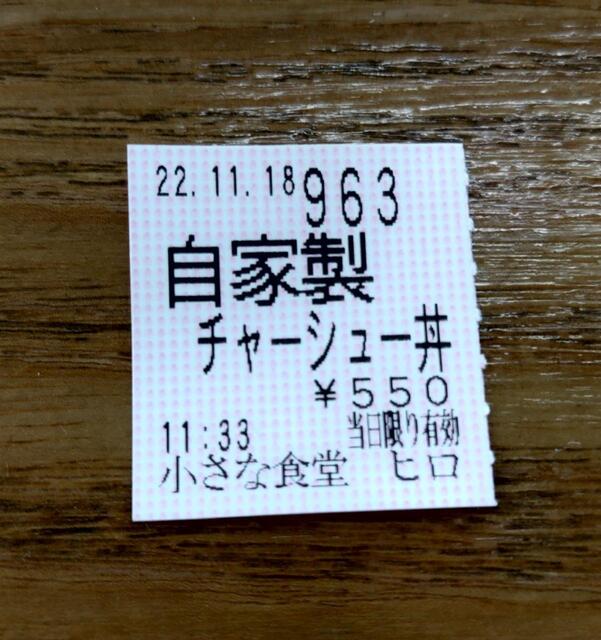 22.11.18 963
自家製
チャーシュー丼
¥550
11:33 当日限り有効
小さな食堂 ヒロ